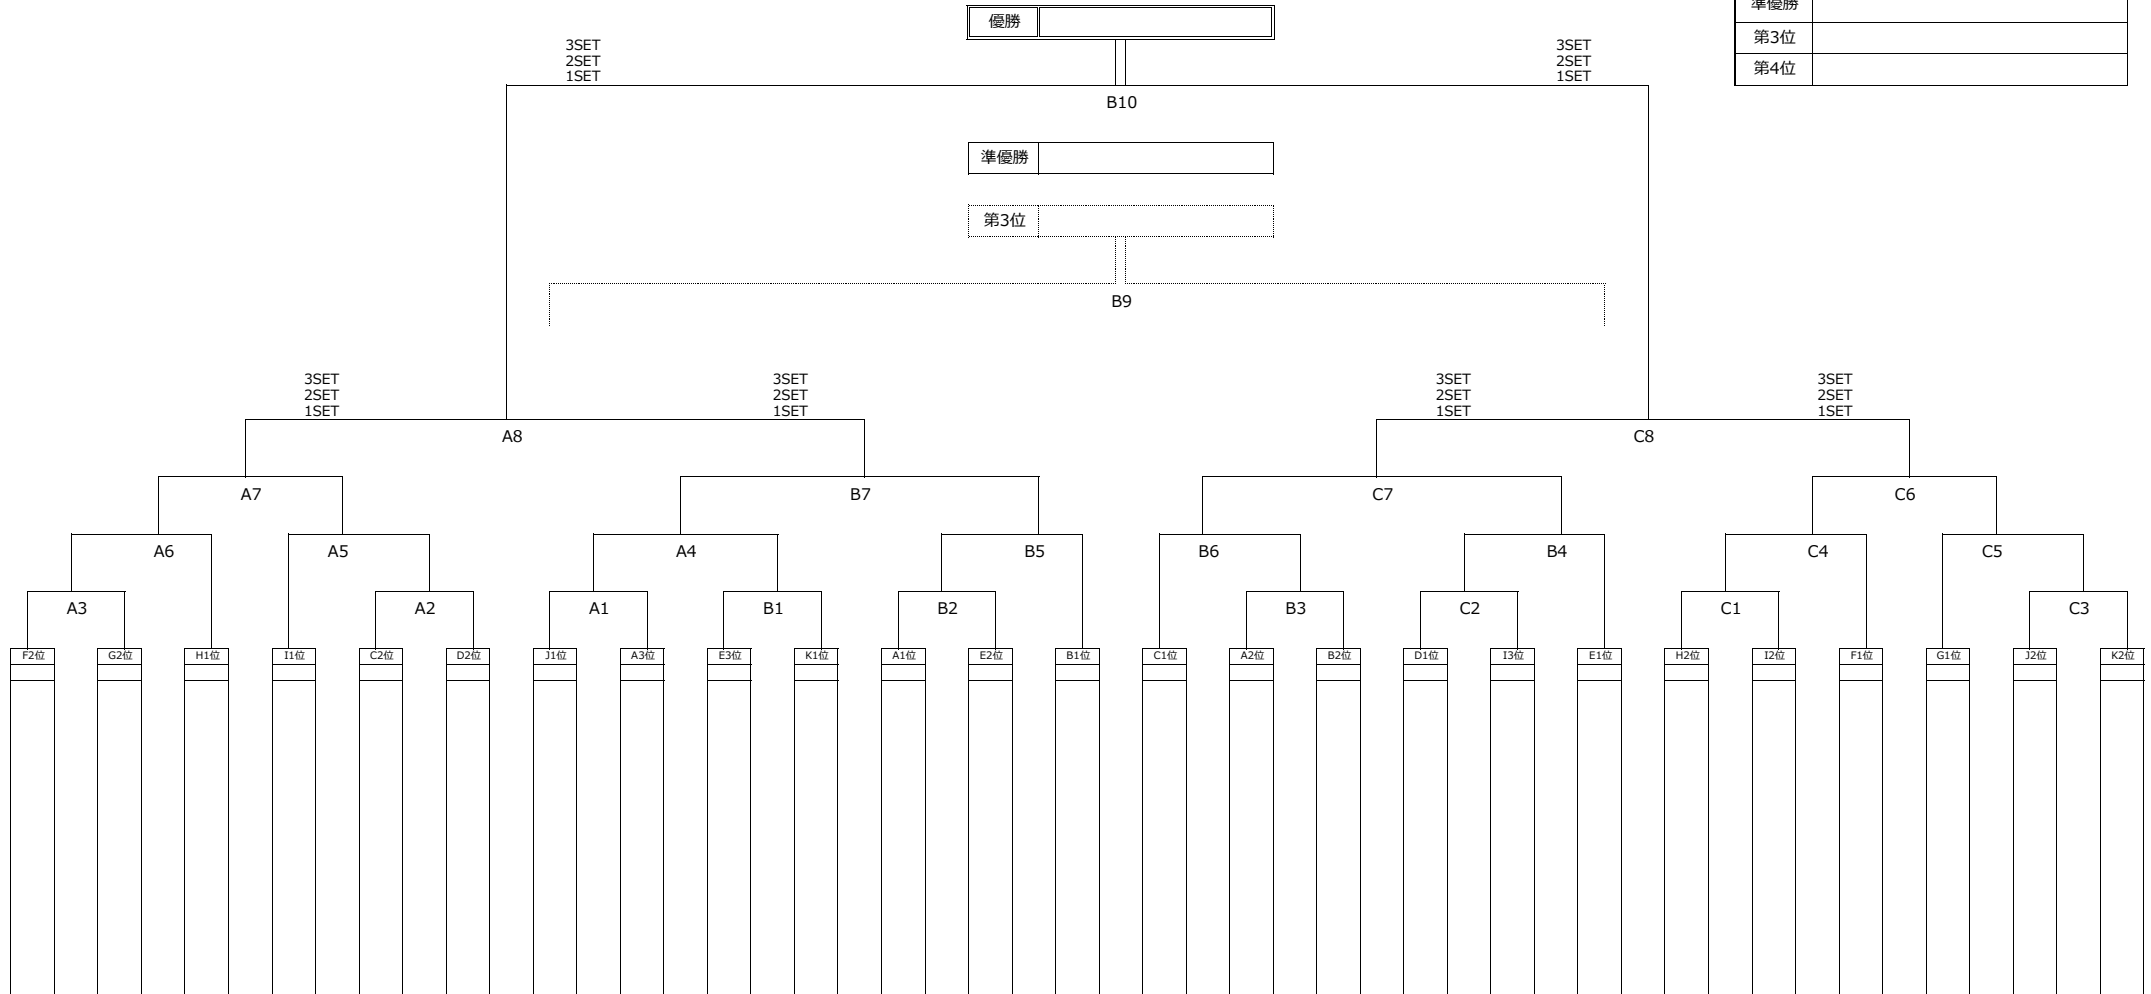 準優勝
優勝
第3位
第4位
3SET
2SET
1SET
3SET
2SET
1SET
B10
準優勝
第3位
B9
3SET
2SET
1SET
3SET
2SET
1SET
3SET
2SET
1SET
3SET
2SET
1SET
A8
C8
A7
B7
C7
C6
A6
A5
A4
B5
B6
B4
C4
C5
A3
A2
A1
B1
B2
B3
C2
C1
C3
F2位
G2位
H1位
I1位
C2位
D2位
J1位
A3位
E3位
K1位
A1位
E2位
B1位
C1位
A2位
B2位
D1位
I3位
E1位
H2位
I2位
F1位
G1位
J2位
K2位